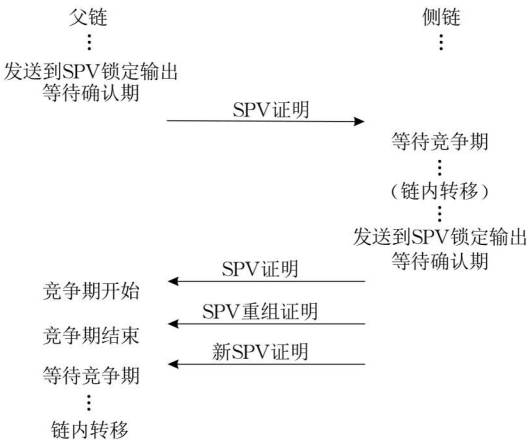 父链
侧链
发送到SPV锁定输出
等待确认期
SPV证明
等待竞争期
（链内转移）
发送到SPV锁定输出
等待确认期
SPV证明
竞争期开始
SPV重组证明
竞争期结束
新SPV证明
等待竞争期
链内转移